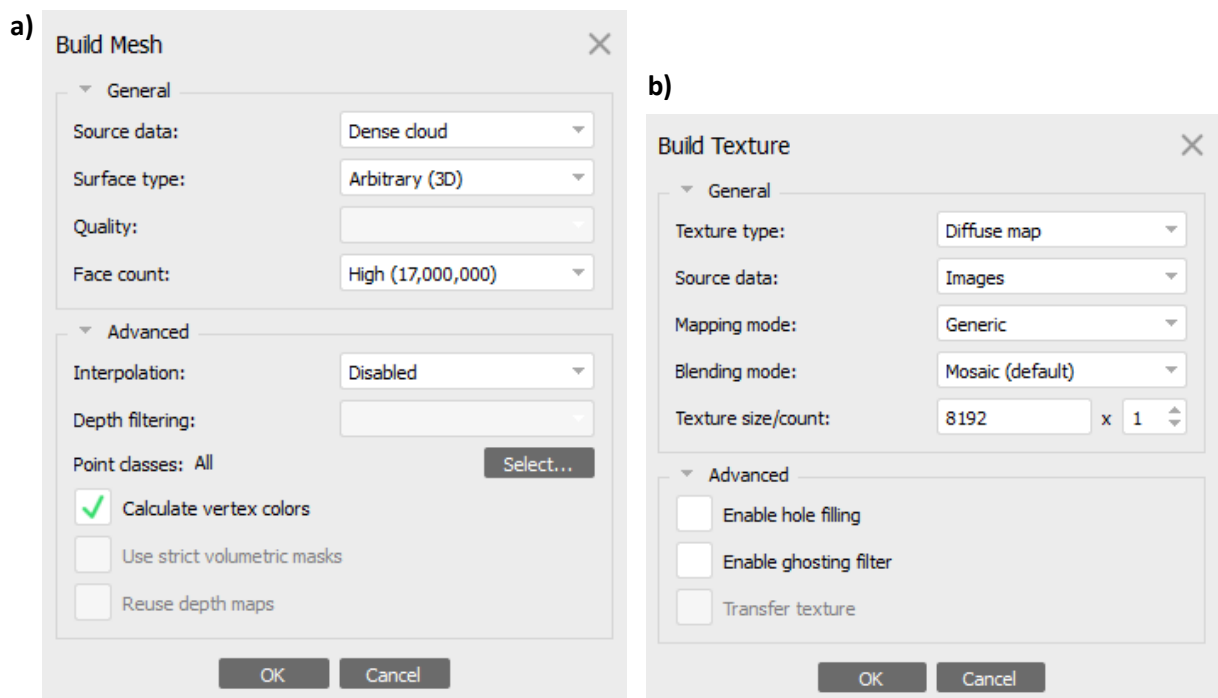 a)
Build Mesh
General
Source data: Dense cloud
Surface type: Arbitrary (3D)
Quality:
Face count: High (17,000,000)
Advanced
Interpolation: Disabled
Depth filtering:
Point classes: All Select...
Calculate vertex colors
Use strict volumetric masks
Reuse depth maps
OK Cancel
b)
Build Texture
General
Texture type: Diffuse map
Source data: Images
Mapping mode: Generic
Blending mode: Mosaic (default)
Texture size/count: 8192 x 1
Advanced
Enable hole filling
Enable ghosting filter
Transfer texture
OK Cancel